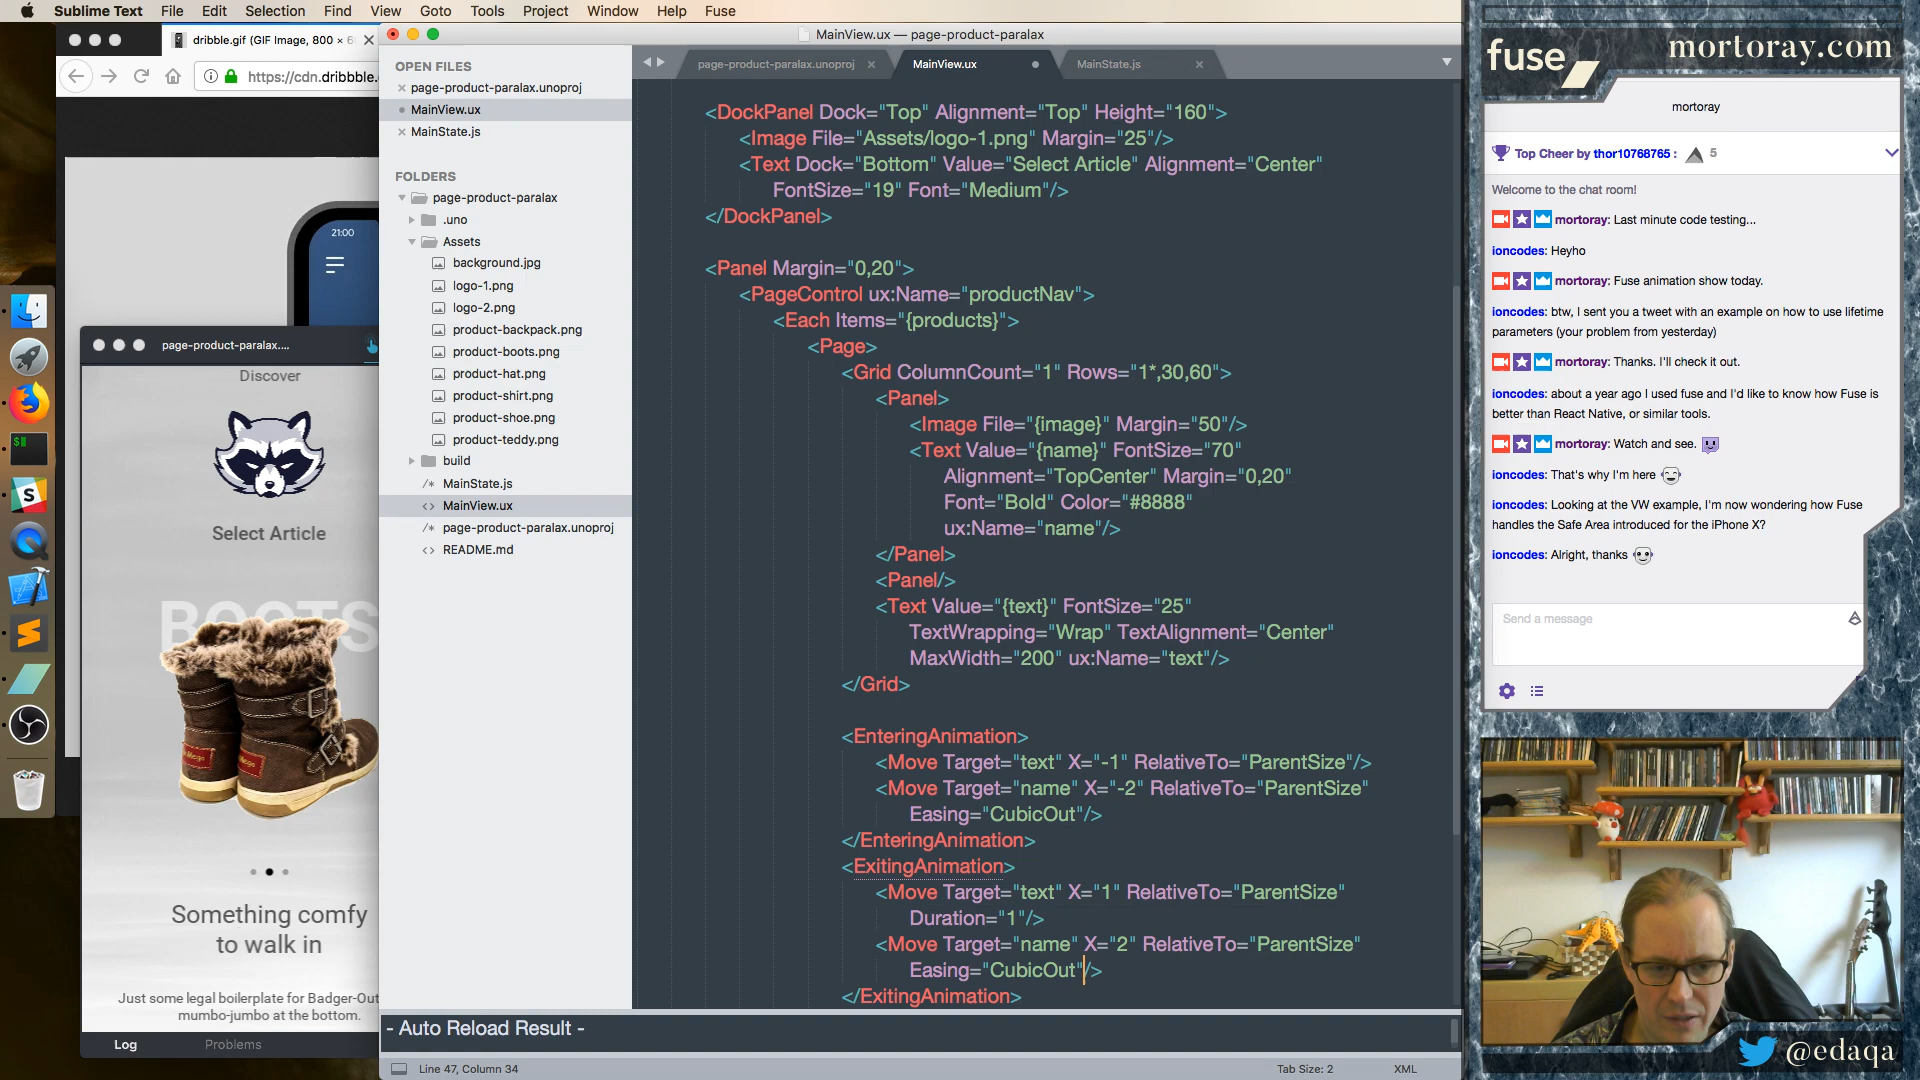 Sublime Text File Edit Selection Find View Goto Tools Project Window Help Fuse
dribble.gif (GIF Image, 800 × 6
https://cdn.dribbble.
21:00
page-product-paralax....
Discover
Select Article
BOOTS
Something comfy
to walk in
Just some legal boilerplate for Badger-Out
mumbo-jumbo at the bottom.
Log Problems
MainView.ux — page-product-paralax
OPEN FILES
page-product-paralax.unoproj
MainView.ux
MainState.js
FOLDERS
page-product-paralax
.uno
Assets
background.jpg
logo-1.png
logo-2.png
product-backpack.png
product-boots.png
product-hat.png
product-shirt.png
product-shoe.png
product-teddy.png
build
MainState.js
MainView.ux
page-product-paralax.unoproj
README.md
page-product-paralax.unoproj MainView.ux MainState.js
<DockPanel Dock="Top" Alignment="Top" Height="160">
<Image File="Assets/logo-1.png" Margin="25"/>
<Text Dock="Bottom" Value="Select Article" Alignment="Center"
FontSize="19" Font="Medium"/>
</DockPanel>
<Panel Margin="0,20">
<PageControl ux:Name="productNav">
<Each Items="{products}">
<Page>
<Grid ColumnCount="1" Rows="1*,30,60">
<Panel>
<Image File="{image}" Margin="50"/>
<Text Value="{name}" FontSize="70"
Alignment="TopCenter" Margin="0,20"
Font="Bold" Color="#8888"
ux:Name="name"/>
</Panel>
<Panel/>
<Text Value="{text}" FontSize="25"
TextWrapping="Wrap" TextAlignment="Center"
MaxWidth="200" ux:Name="text"/>
</Grid>
<EnteringAnimation>
<Move Target="text" X="-1" RelativeTo="ParentSize"/>
<Move Target="name" X="-2" RelativeTo="ParentSize"
Easing="CubicOut"/>
</EnteringAnimation>
<ExitingAnimation>
<Move Target="text" X="1" RelativeTo="ParentSize"
Duration="1"/>
<Move Target="name" X="2" RelativeTo="ParentSize"
Easing="CubicOut"/>
</ExitingAnimation>
- Auto Reload Result -
Line 47, Column 34 Tab Size: 2 XML
fuse
mortoray.com
mortoray
Top Cheer by thor10768765 : 5
Welcome to the chat room!
mortoray: Last minute code testing...
ioncodes: Heyho
mortoray: Fuse animation show today.
ioncodes: btw, I sent you a tweet with an example on how to use lifetime
parameters (your problem from yesterday)
mortoray: Thanks. I'll check it out.
ioncodes: about a year ago I used fuse and I'd like to know how Fuse is
better than React Native, or similar tools.
mortoray: Watch and see.
ioncodes: That's why I'm here
ioncodes: Looking at the VW example, I'm now wondering how Fuse
handles the Safe Area introduced for the iPhone X?
ioncodes: Alright, thanks
Send a message
@edaqa